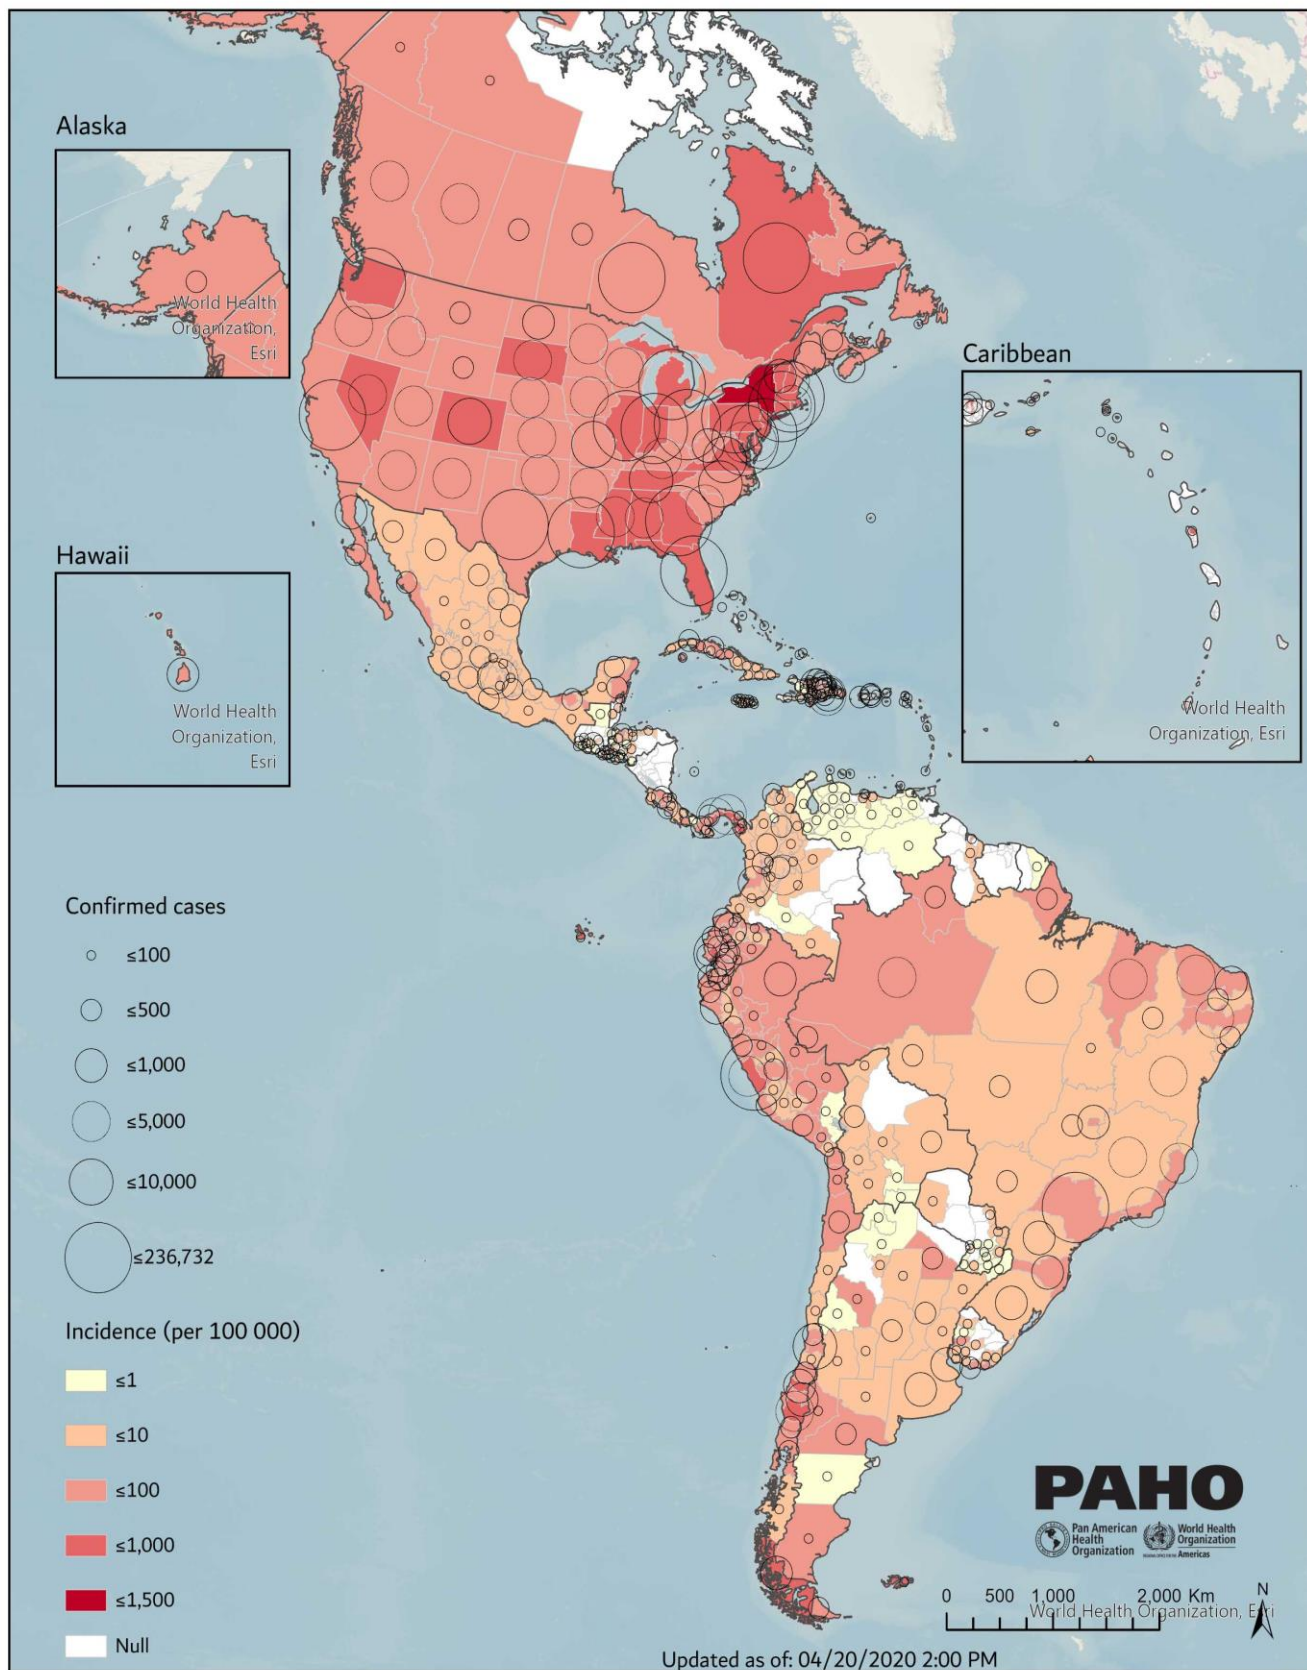 Alaska
World Health
Organization,
Esri
Caribbean
World Health
Organization, Esri
Hawaii
World Health
Organization,
Esri
Confirmed cases
≤100
≤500
≤1,000
≤5,000
≤10,000
≤236,732
Incidence (per 100 000)
≤1
≤10
≤100
≤1,000
≤1,500
Null
PAHO
Pan American
Health
Organization
World Health
Organization
Americas
0 500 1,000 2,000 Km
N
World Health Organization, Esri
Updated as of: 04/20/2020 2:00 PM